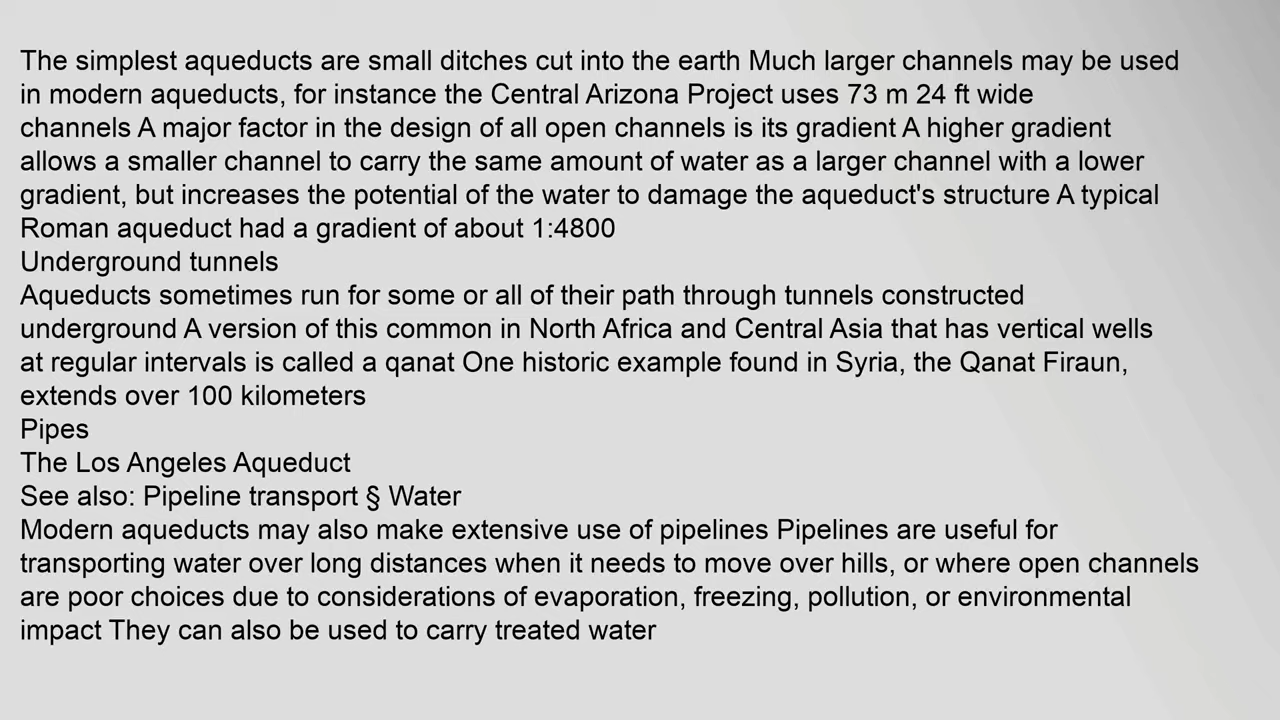 The simplest aqueducts are small ditches cut into the earth Much larger channels may be used
in modern aqueducts, for instance the Central Arizona Project uses 73 m 24 ft wide
channels A major factor in the design of all open channels is its gradient A higher gradient
allows a smaller channel to carry the same amount of water as a larger channel with a lower
gradient, but increases the potential of the water to damage the aqueduct's structure A typical
Roman aqueduct had a gradient of about 1:4800
Underground tunnels
Aqueducts sometimes run for some or all of their path through tunnels constructed
underground A version of this common in North Africa and Central Asia that has vertical wells
at regular intervals is called a qanat One historic example found in Syria, the Qanat Firaun,
extends over 100 kilometers
Pipes
The Los Angeles Aqueduct
See also: Pipeline transport § Water
Modern aqueducts may also make extensive use of pipelines Pipelines are useful for
transporting water over long distances when it needs to move over hills, or where open channels
are poor choices due to considerations of evaporation, freezing, pollution, or environmental
impact They can also be used to carry treated water